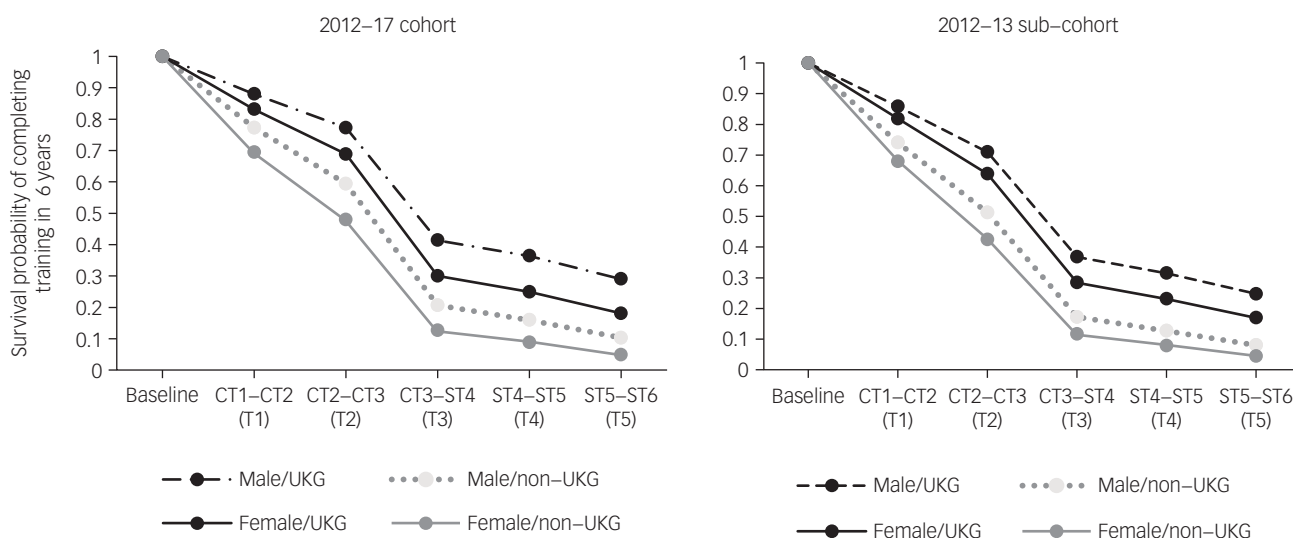 2012–17 cohort
Survival probability of completing
training in 6 years
1
0.9
0.8
0.7
0.6
0.5
0.4
0.3
0.2
0.1
0
Baseline CT1–CT2 CT2–CT3 CT3–ST4 ST4–ST5 ST5–ST6
(T1) (T2) (T3) (T4) (T5)
Male/UKG Male/non–UKG
Female/UKG Female/non–UKG
2012–13 sub–cohort
1
0.9
0.8
0.7
0.6
0.5
0.4
0.3
0.2
0.1
0
Baseline CT1–CT2 CT2–CT3 CT3–ST4 ST4–ST5 ST5–ST6
(T1) (T2) (T3) (T4) (T5)
Male/UKG Male/non–UKG
Female/UKG Female/non–UKG